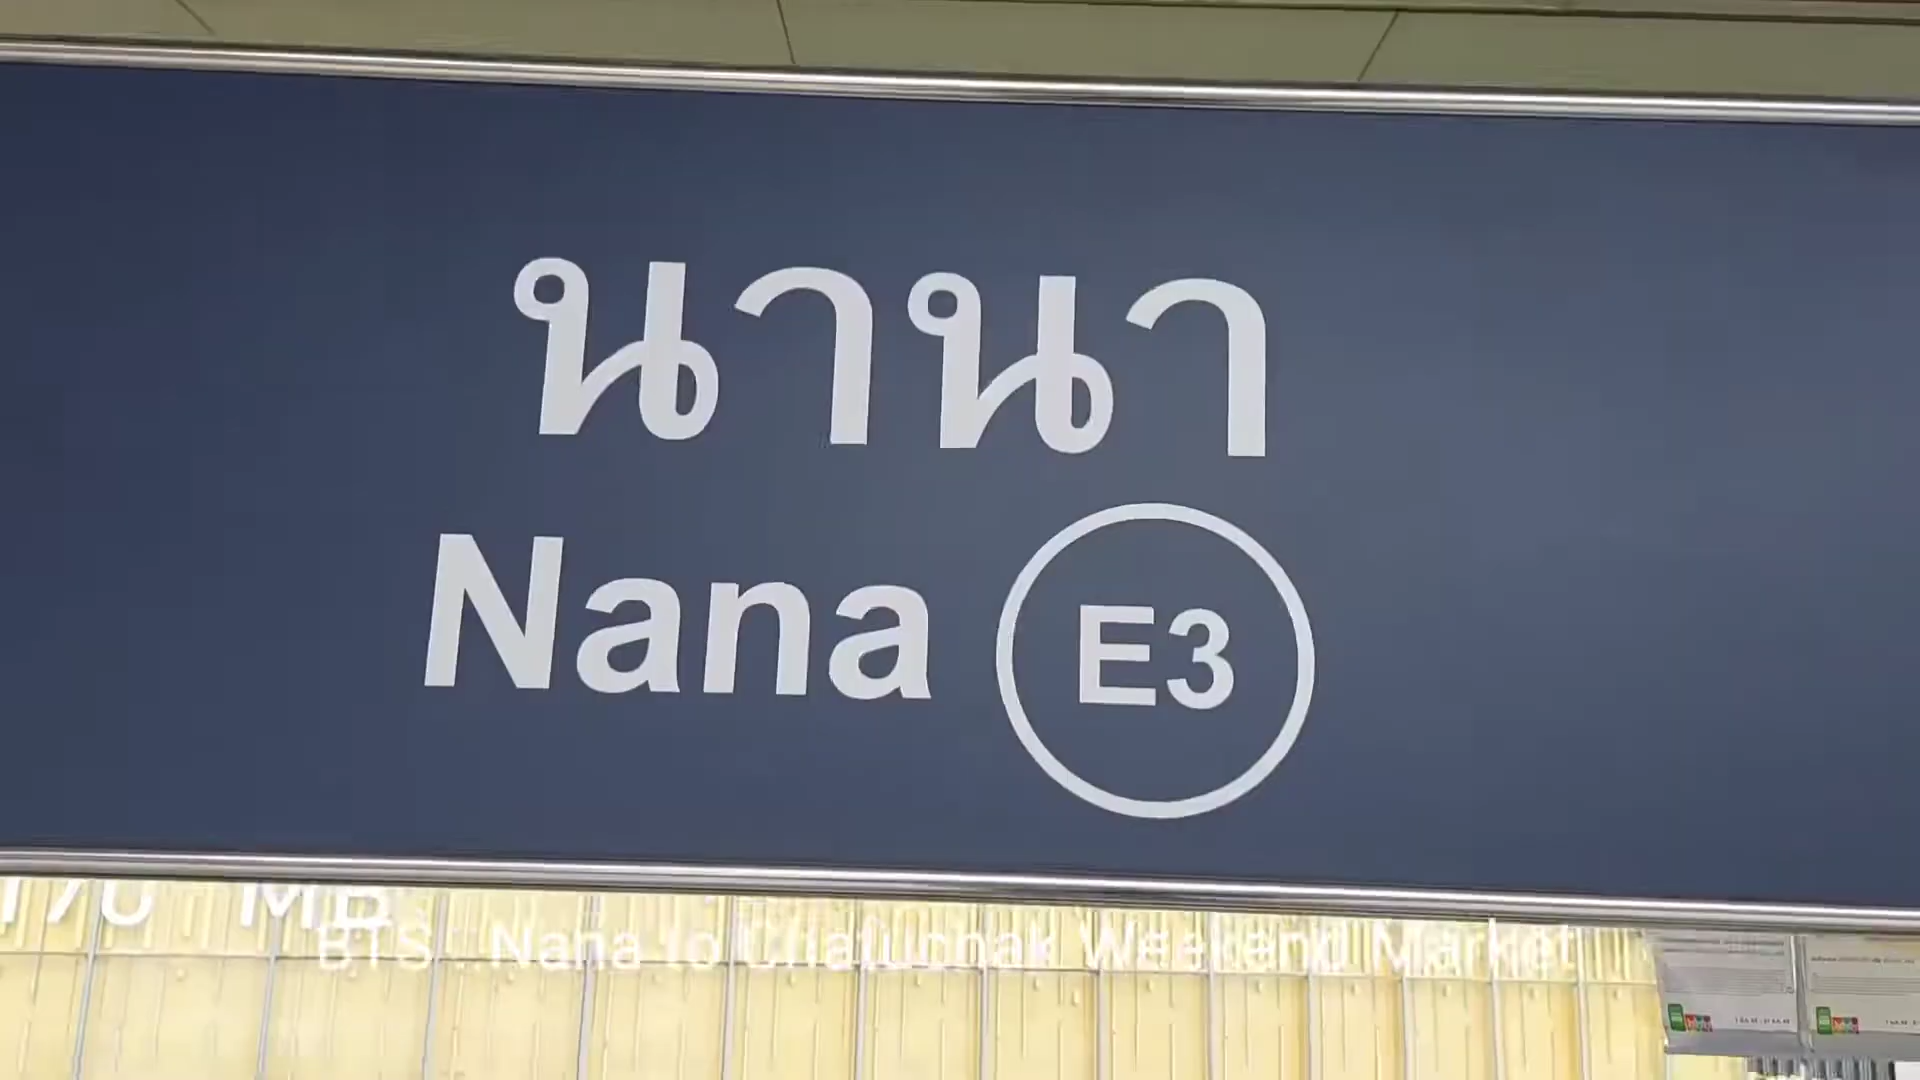 นานา
Nana E3
BTS : Nana to Chatuchak Weekend Market